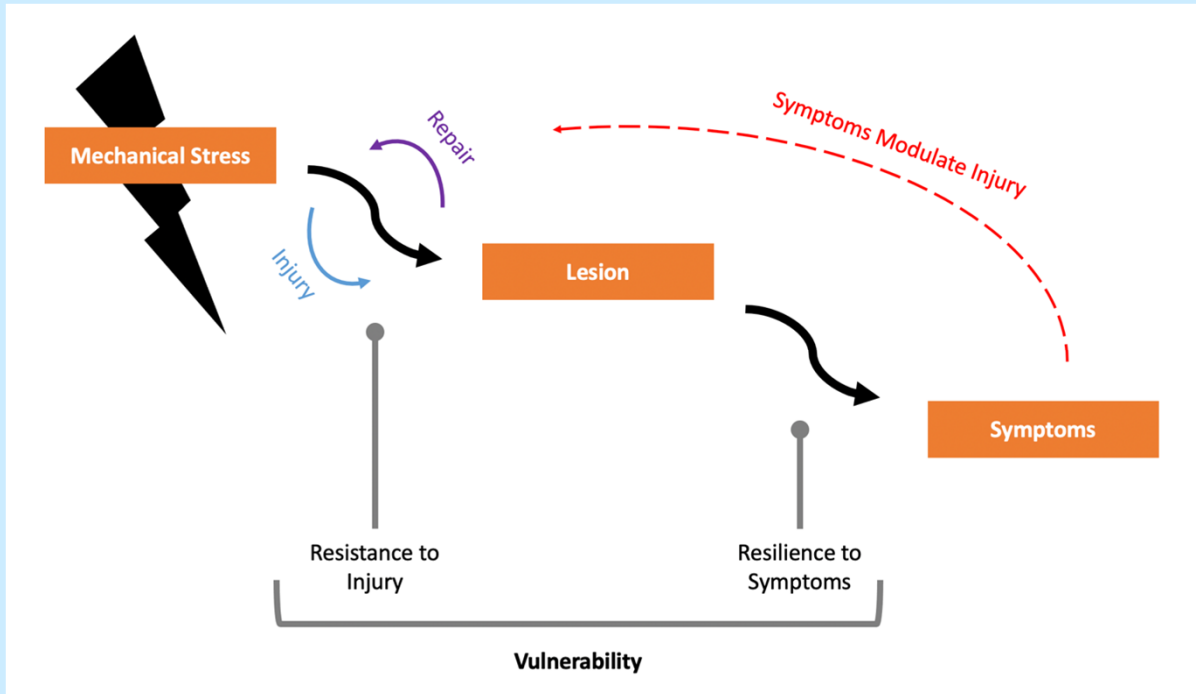 Mechanical Stress
Repair
Symptoms Modulate Injury
Injury
Lesion
Symptoms
Resistance to
Injury
Resilience to
Symptoms
Vulnerability